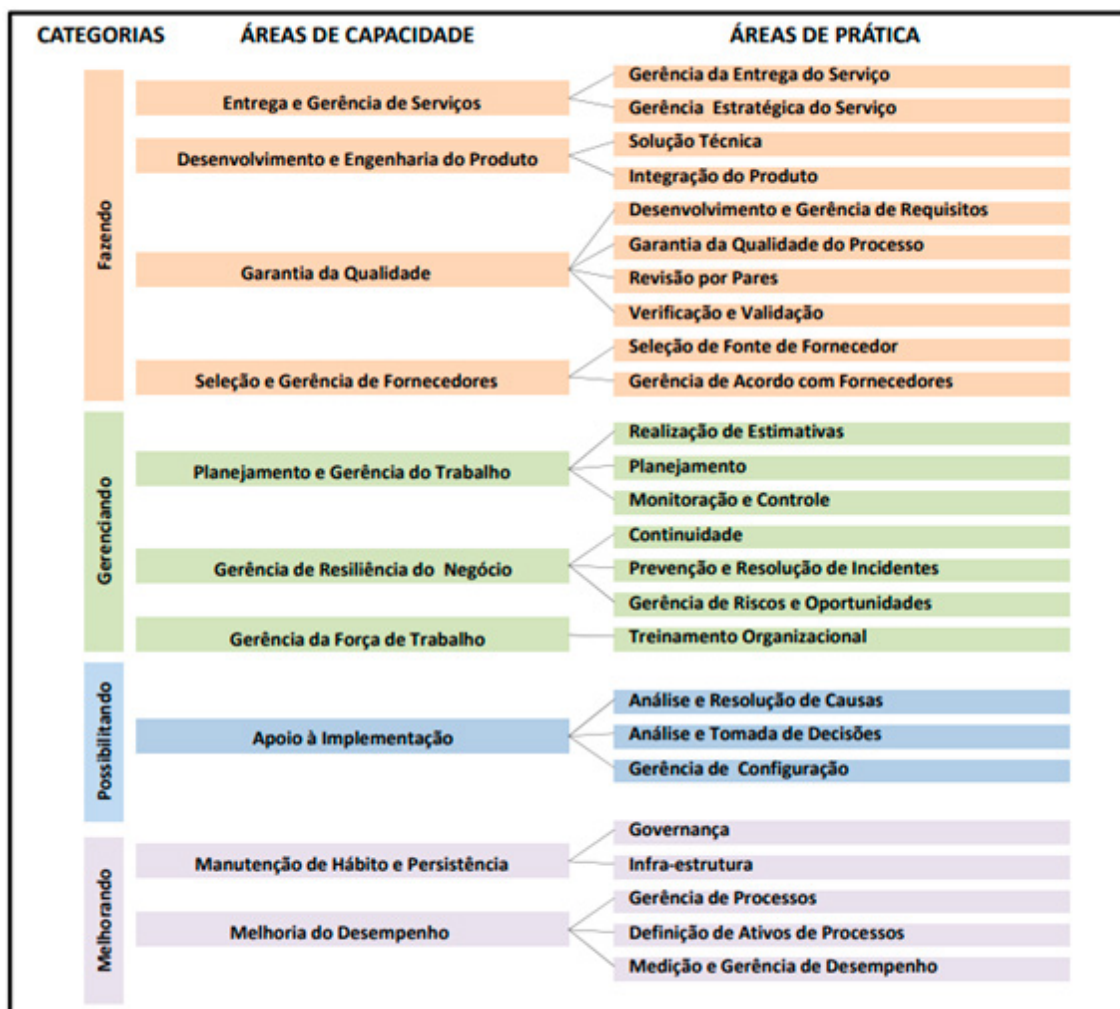 CATEGORIAS ÁREAS DE CAPACIDADE ÁREAS DE PRÁTICA
Fazendo
Entrega e Gerência de Serviços
Gerência da Entrega do Serviço
Gerência Estratégica do Serviço
Desenvolvimento e Engenharia do Produto
Solução Técnica
Integração do Produto
Garantia da Qualidade
Desenvolvimento e Gerência de Requisitos
Garantia da Qualidade do Processo
Revisão por Pares
Verificação e Validação
Seleção e Gerência de Fornecedores
Seleção de Fonte de Fornecedor
Gerência de Acordo com Fornecedores
Gerenciando
Planejamento e Gerência do Trabalho
Realização de Estimativas
Planejamento
Monitoração e Controle
Gerência de Resiliência do Negócio
Continuidade
Prevenção e Resolução de Incidentes
Gerência de Riscos e Oportunidades
Gerência da Força de Trabalho
Treinamento Organizacional
Possibilitando
Apoio à Implementação
Análise e Resolução de Causas
Análise e Tomada de Decisões
Gerência de Configuração
Melhorando
Manutenção de Hábito e Persistência
Governança
Infra-estrutura
Melhoria do Desempenho
Gerência de Processos
Definição de Ativos de Processos
Medição e Gerência de Desempenho